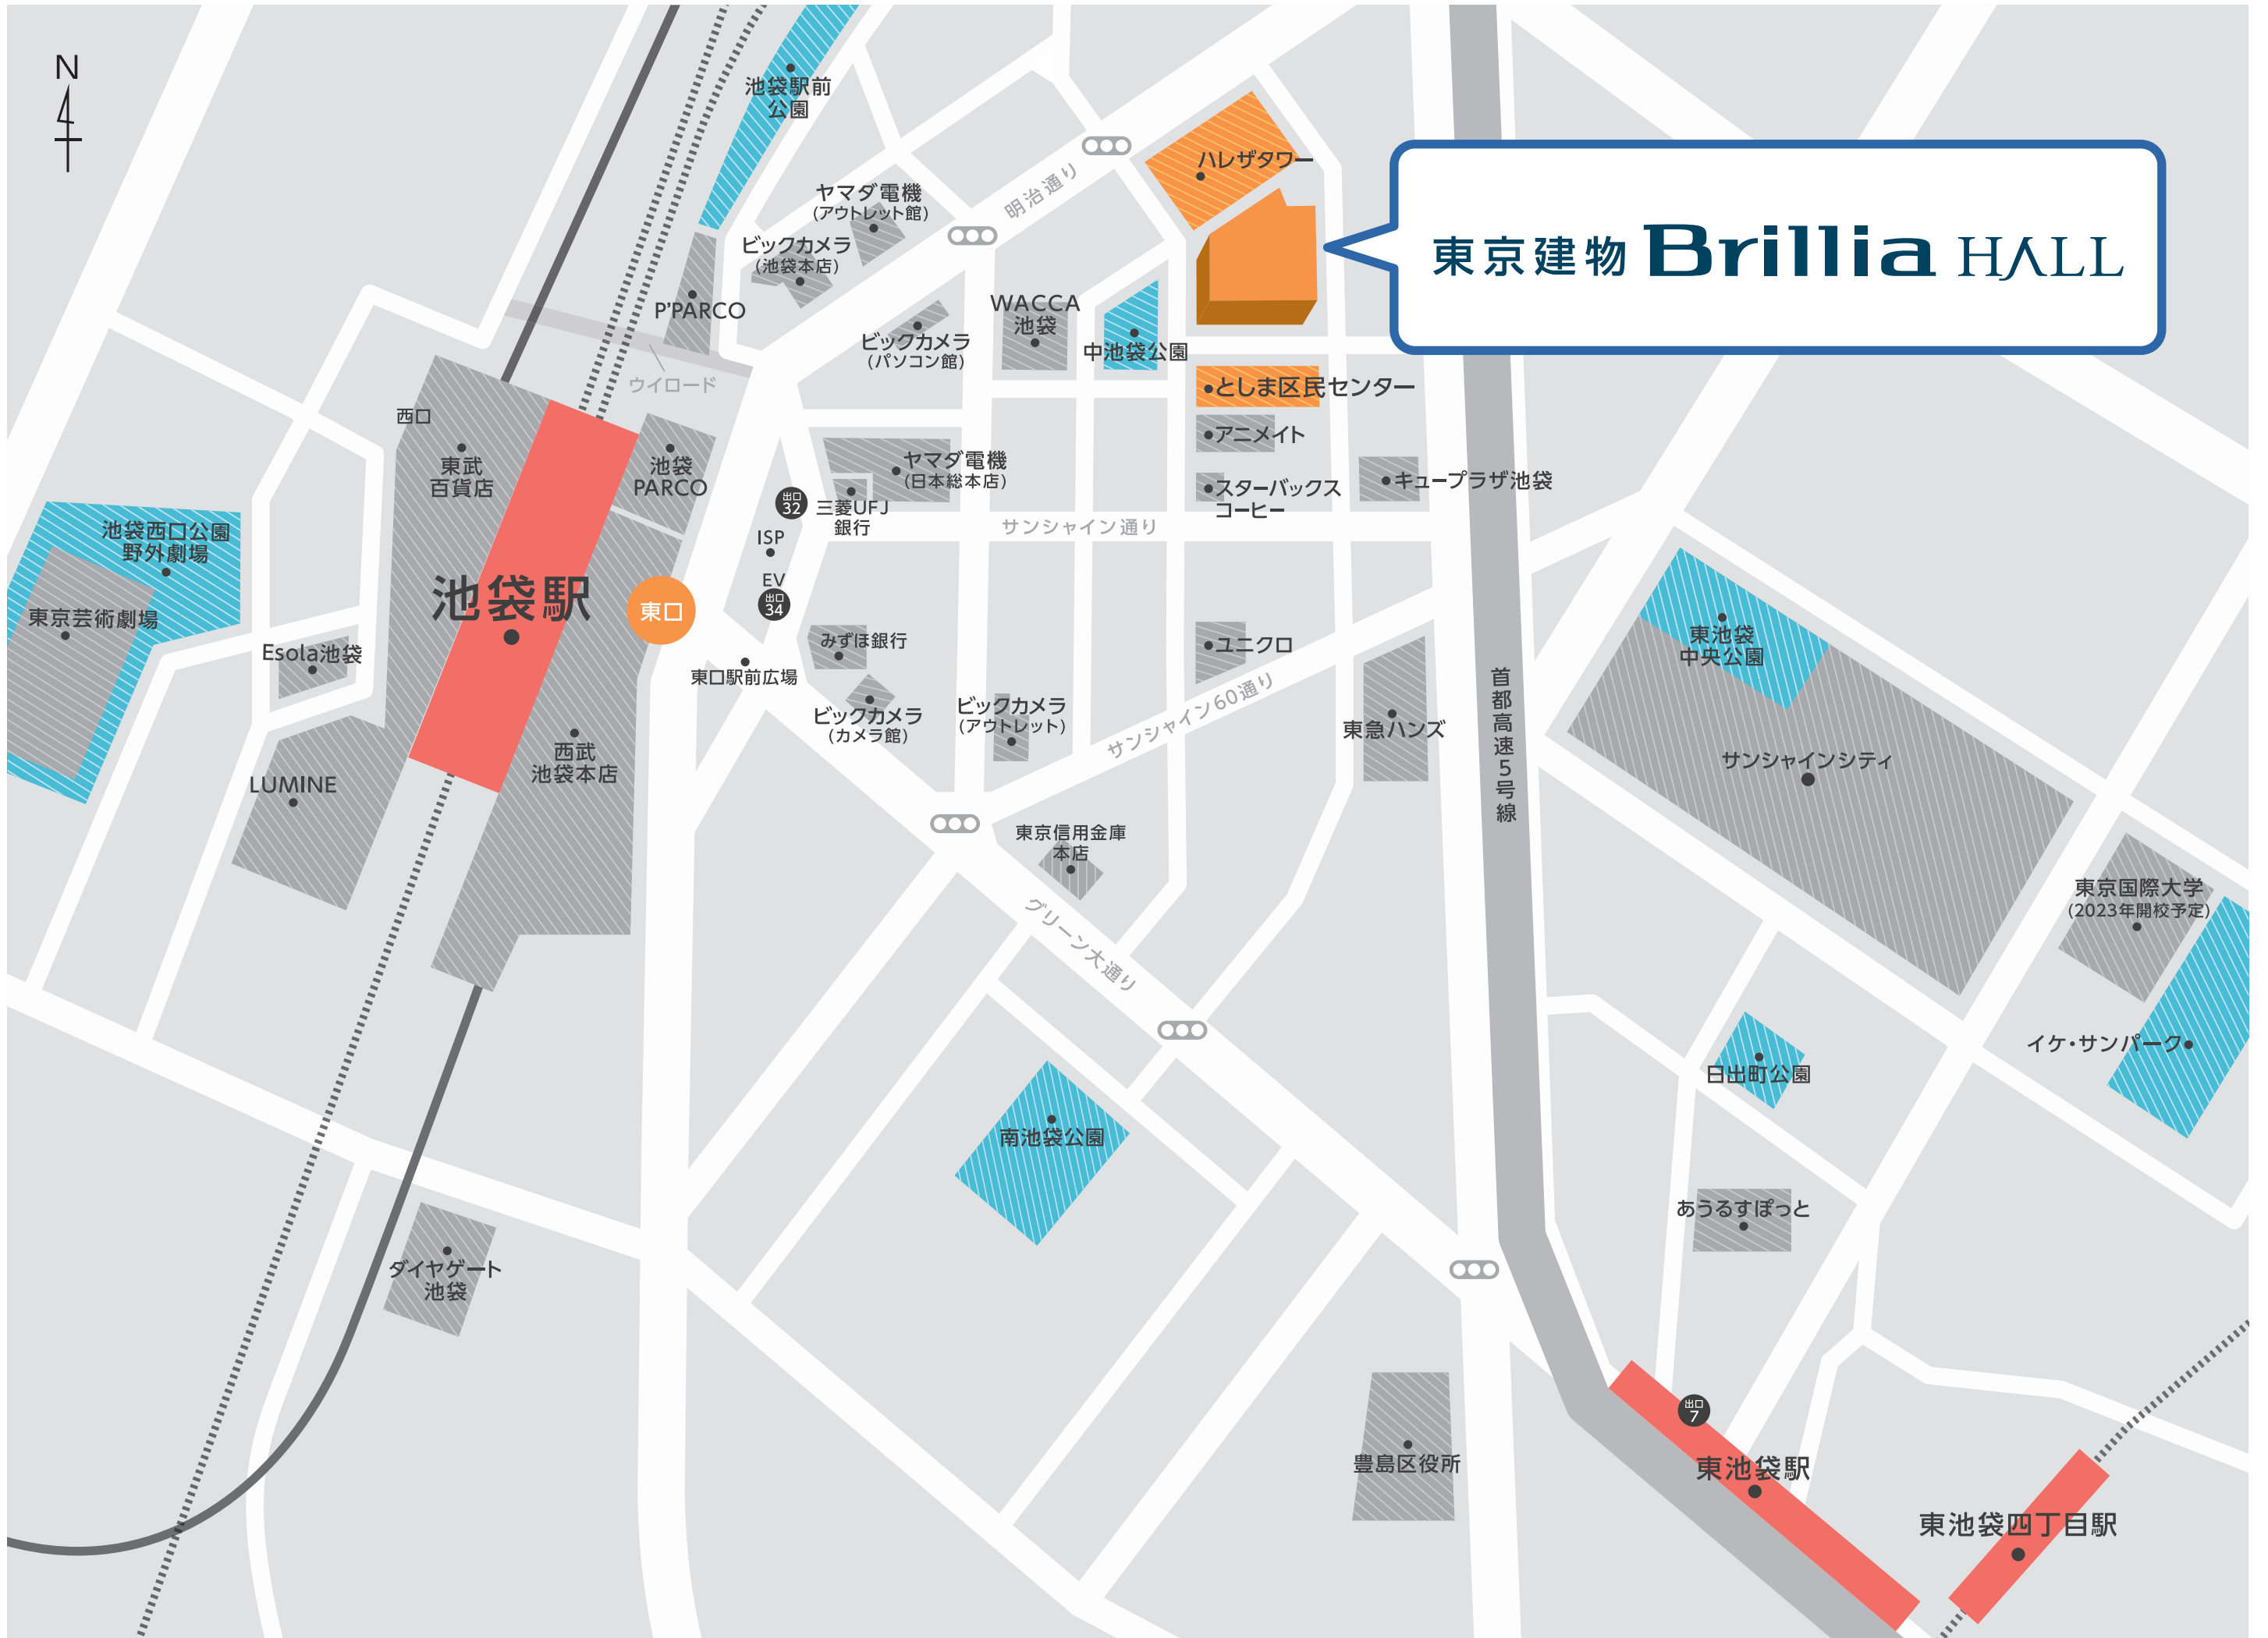 N
池袋駅前
公園
ヤマダ電機
(アウトレット館)
ビックカメラ
(池袋本店)
P'PARCO
ウイロード
明治通り
ハレザタワー
東京建物 Brillia HALL
ビックカメラ
(パソコン館)
WACCA
池袋
中池袋公園
としま区民センター
アニメイト
スターバックス
コーヒー
キュープラザ池袋
西口
東武
百貨店
池袋
PARCO
ヤマダ電機
(日本総本店)
出口
32
三菱UFJ
銀行
サンシャイン通り
ISP
EV
出口
34
池袋西口公園
野外劇場
東京芸術劇場
池袋駅
東口
Esola池袋
みずほ銀行
東口駅前広場
ビックカメラ
(カメラ館)
ビックカメラ
(アウトレット)
ユニクロ
サンシャイン60通り
東急ハンズ
首都高速5号線
東池袋
中央公園
サンシャインシティ
LUMINE
西武
池袋本店
東京信用金庫
本店
グリーン大通り
東京国際大学
(2023年開校予定)
イケ・サンパーク
日出町公園
南池袋公園
あうるすぽっと
ダイヤゲート
池袋
豊島区役所
出口
7
東池袋駅
東池袋四丁目駅